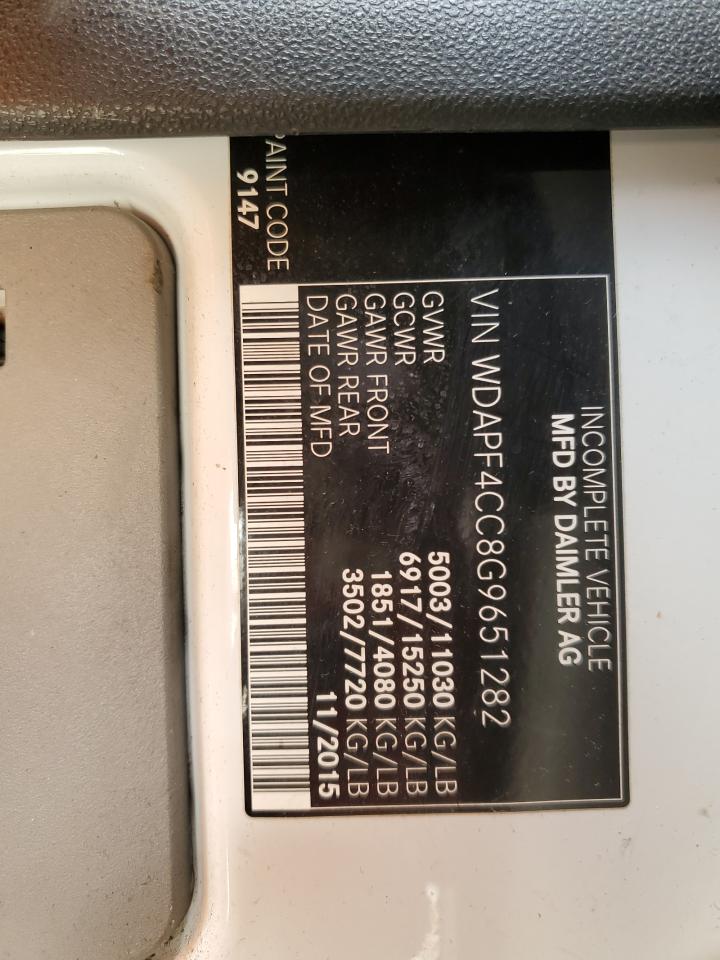 INCOMPLETE VEHICLE
MFD BY DAIMLER AG
VIN WDAPF4CC8G9651282
GVWR 5003/11030 KG/LB
GCWR 6917/15250 KG/LB
GAWR FRONT 1851/4080 KG/LB
GAWR REAR 3502/7720 KG/LB
DATE OF MFD 11/2015
PAINT CODE
9147